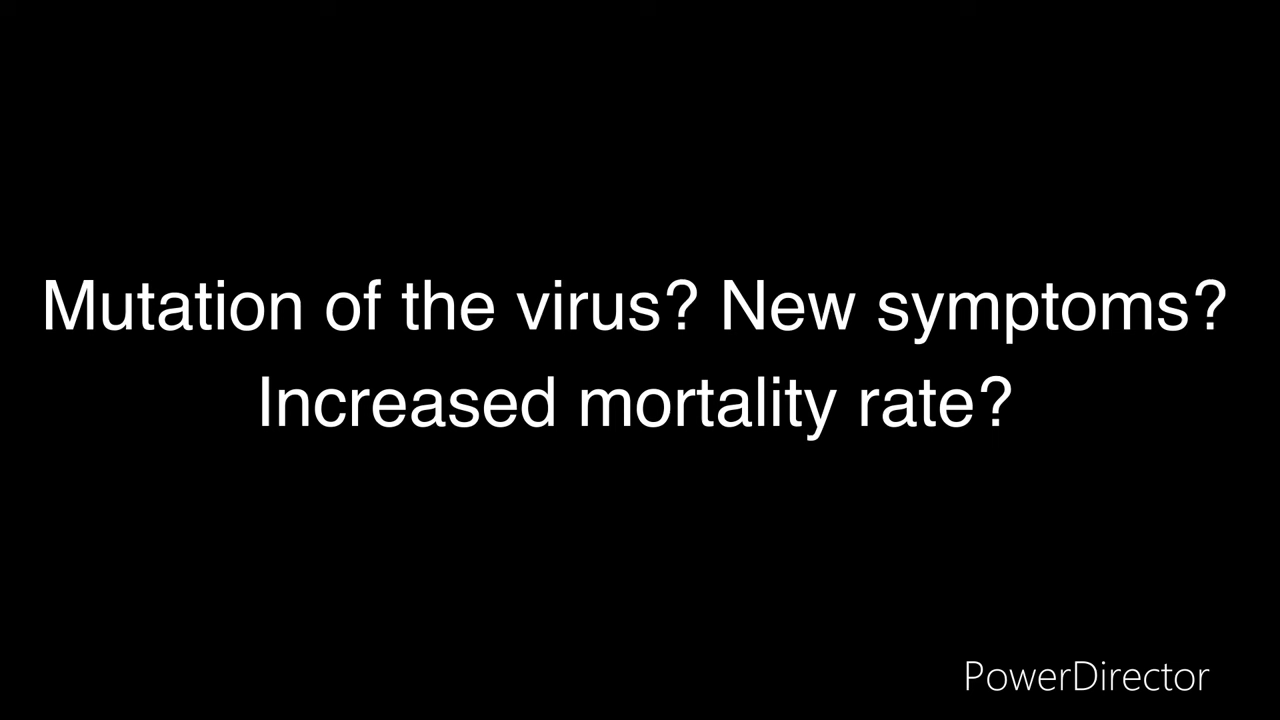 Mutation of the virus? New symptoms?
Increased mortality rate?
PowerDirector